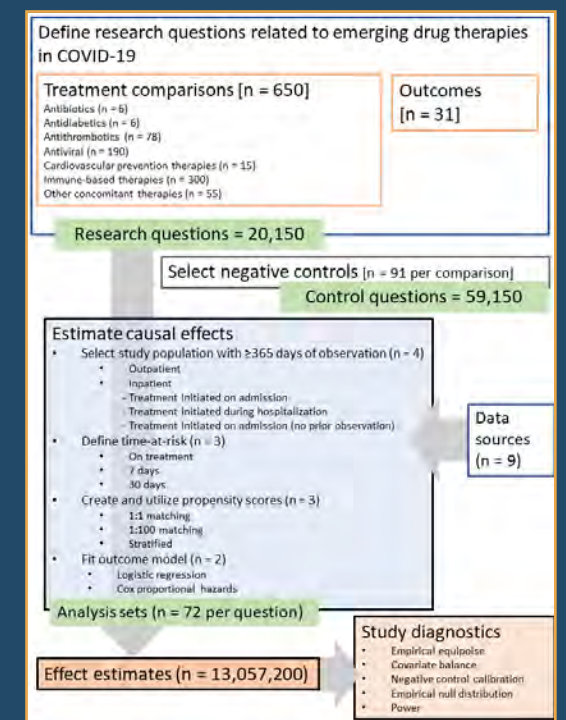 Define research questions related to emerging drug therapies
in COVID-19
Treatment comparisons [n = 650]
Antibiotics (n = 6)
Antidiabetics (n = 6)
Antithrombotics (n = 78)
Antiviral (n = 190)
Cardiovascular prevention therapies (n = 15)
Immune-based therapies (n = 300)
Other concomitant therapies (n = 55)
Outcomes
[n = 31]
Research questions = 20,150
Select negative controls [n = 91 per comparison]
Control questions = 59,150
Estimate causal effects
• Select study population with ≥365 days of observation (n = 4)
• Outpatient
• Inpatient
- Treatment Initiated on admission
- Treatment Initiated during hospitalization
- Treatment Initiated on admission (no prior observation)
• Define time-at-risk (n = 3)
• On treatment
• 7 days
• 30 days
• Create and utilize propensity scores (n = 3)
• 1:1 matching
• 1:100 matching
• Stratified
• Fit outcome model (n = 2)
• Logistic regression
• Cox proportional hazards
Analysis sets (n = 72 per question)
Data
sources
(n = 9)
Effect estimates (n = 13,057,200)
Study diagnostics
• Empirical equipoise
• Covariate balance
• Negative control calibration
• Empirical null distribution
• Power